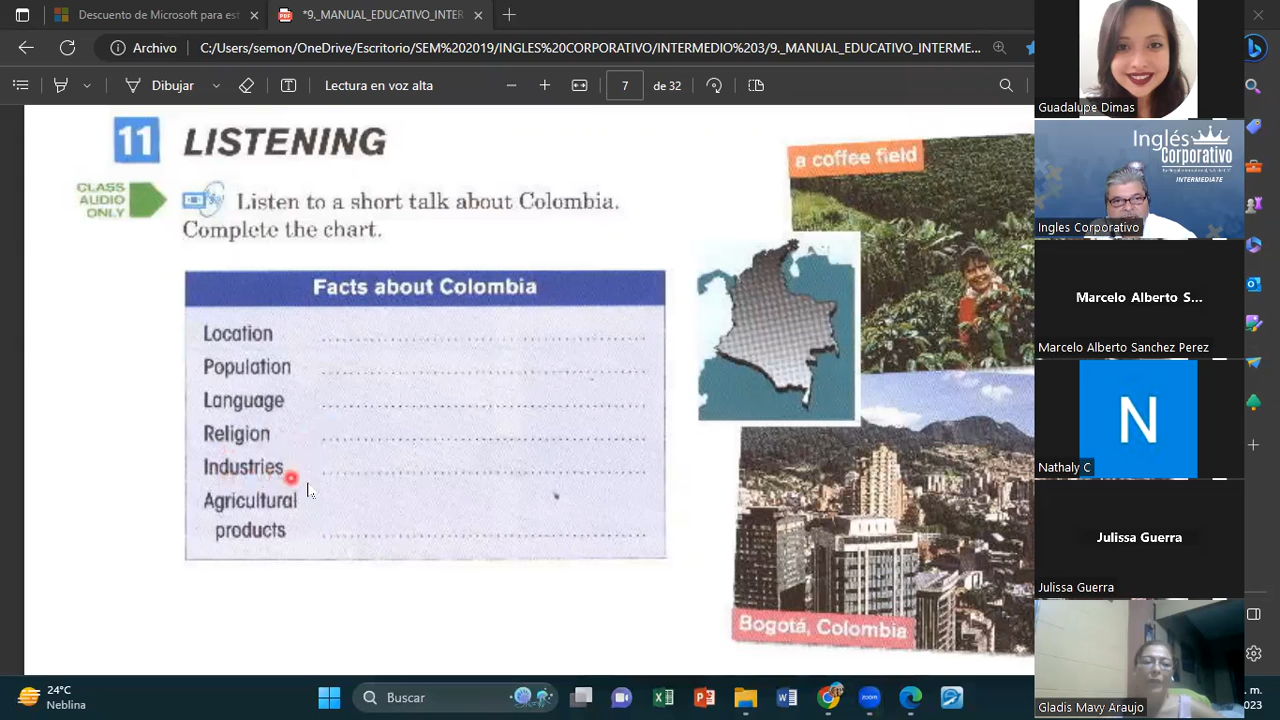 Descuento de Microsoft para est
*9._MANUAL_EDUCATIVO_INTER
Archivo
C:/Users/semon/OneDrive/Escritorio/SEM%202019/INGLES%20CORPORATIVO/INTERMEDIO%203/9._MANUAL_EDUCATIVO_INTERME...
Dibujar
Lectura en voz alta
7
de 32
11 LISTENING
CLASS
AUDIO
ONLY
Listen to a short talk about Colombia.
Complete the chart.
Facts about Colombia
Location
Population
Language
Religion
Industries
Agricultural
products
a coffee field
Bogotá, Colombia
Guadalupe Dimas
Inglés
Corporativo
INTERMEDIATE
Ingles Corporativo
Marcelo Alberto S...
Marcelo Alberto Sanchez Perez
N
Nathaly C
Julissa Guerra
Julissa Guerra
Gladis Mavy Araujo
24°C
Neblina
Buscar
. m.
023